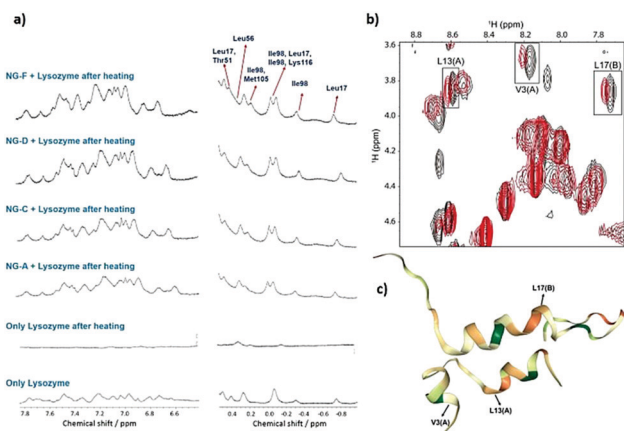 a)
Leu56
Leu17,
Thr51
Ile98,
Met105
Ile98, Leu17,
Ile98, Lys116
Ile98
Leu17
NG-F + Lysozyme after heating
NG-D + Lysozyme after heating
NG-C + Lysozyme after heating
NG-A + Lysozyme after heating
Only Lysozyme after heating
Only Lysozyme
7.8 7.6 7.4 7.2 7.0 6.8 6.6
Chemical shift / ppm
0.4 0.2 0.0 -0.2 -0.4 -0.6 -0.8
Chemical shift / ppm
b)
¹H (ppm)
8.6 8.4 8.2 8.0 7.8
L13(A)
V3(A)
L17(B)
¹H (ppm)
3.6
3.8
4.0
4.2
4.4
4.6
c)
L17(B)
L13(A)
V3(A)